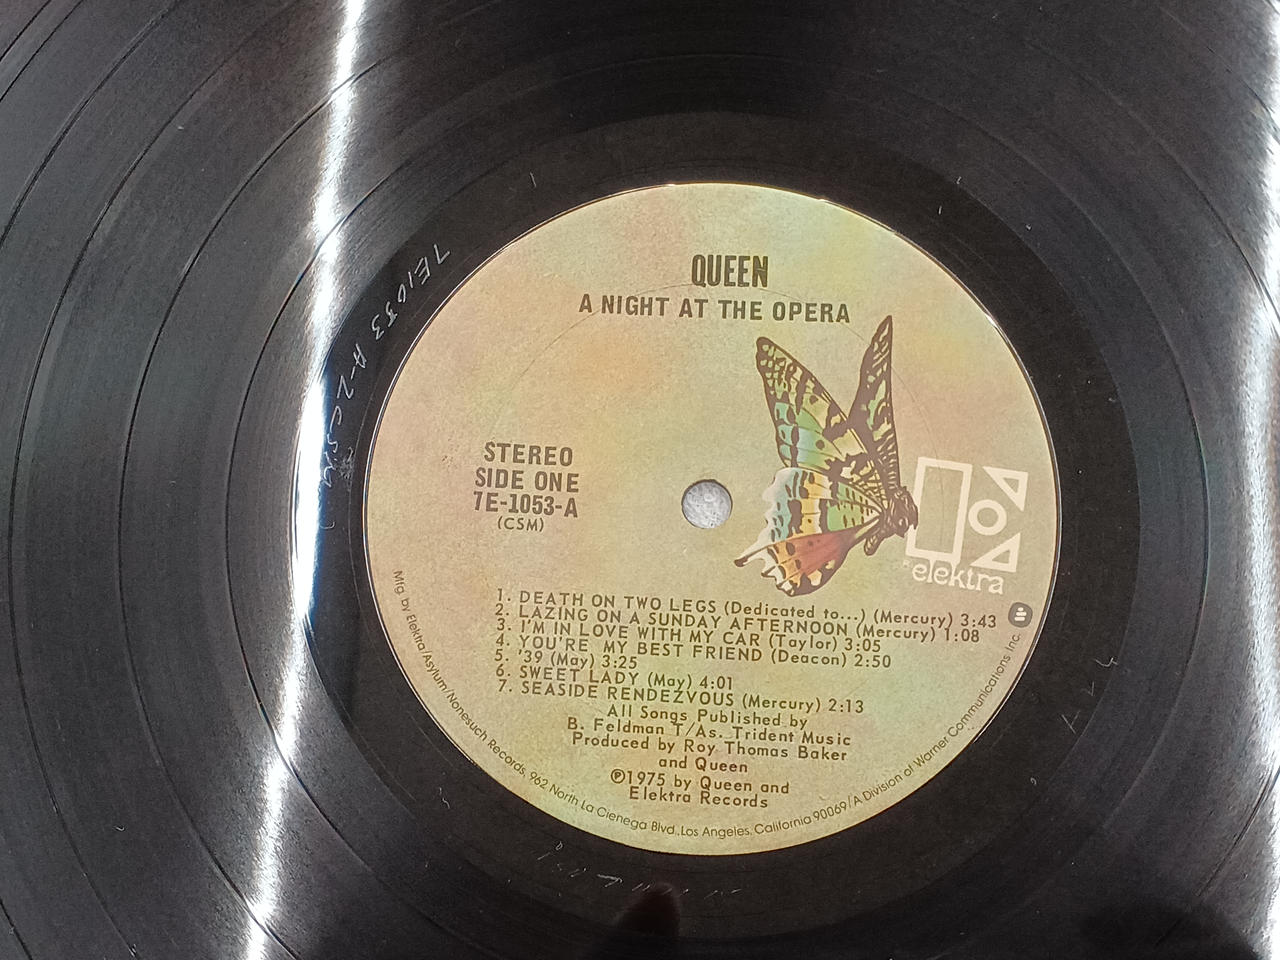 QUEEN
A NIGHT AT THE OPERA
STEREO
SIDE ONE
7E-1053-A
(CSM)
elektra
1. DEATH ON TWO LEGS (Dedicated to...) (Mercury) 3:43
2. LAZING ON A SUNDAY AFTERNOON (Mercury) 1:08
3. I'M IN LOVE WITH MY CAR (Taylor) 3:05
4. YOU'RE MY BEST FRIEND (Deacon) 2:50
5. '39 (May) 3:25
6. SWEET LADY (May) 4:01
7. SEASIDE RENDEZVOUS (Mercury) 2:13
All Songs Published by
B. Feldman T/As. Trident Music
Produced by Roy Thomas Baker
and Queen
℗1975 by Queen and
Elektra Records
Mfg. by Elektra/Asylum/Nonesuch Records, 962 North La Cienega Blvd., Los Angeles, California 90069/A Division of Warner Communications Inc.
7E1053 A-2 CSM